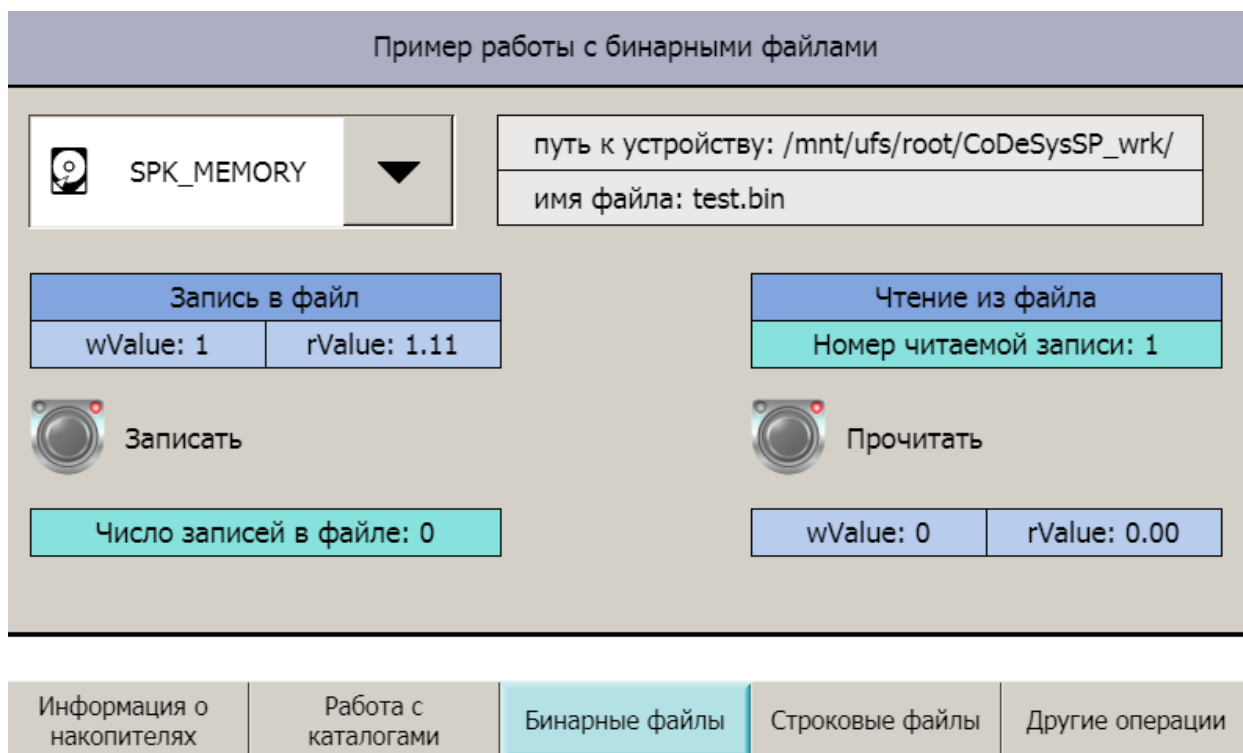 Пример работы с бинарными файлами
SPK_MEMORY
путь к устройству: /mnt/ufs/root/CoDeSysSP_wrk/
имя файла: test.bin
Запись в файл
wValue: 1 rValue: 1.11
Записать
Число записей в файле: 0
Чтение из файла
Номер читаемой записи: 1
Прочитать
wValue: 0 rValue: 0.00
Информация о
накопителях
Работа с
каталогами
Бинарные файлы
Строковые файлы
Другие операции